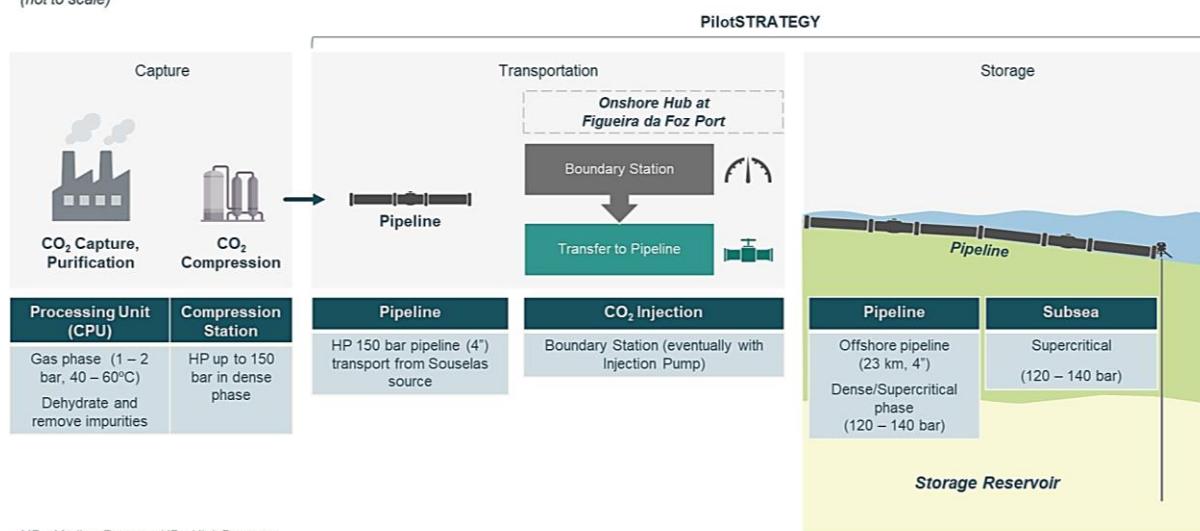 (not to scale)
PilotSTRATEGY
Capture
Transportation
Storage
Onshore Hub at
Figueira da Foz Port
Boundary Station
Transfer to Pipeline
CO₂ Capture,
Purification
CO₂
Compression
Pipeline
Pipeline
Processing Unit
(CPU)
Gas phase (1 – 2
bar, 40 – 60ºC)
Dehydrate and
remove impurities
Compression
Station
HP up to 150
bar in dense
phase
Pipeline
HP 150 bar pipeline (4”)
transport from Souselas
source
CO₂ Injection
Boundary Station (eventually with
Injection Pump)
Pipeline
Offshore pipeline
(23 km, 4”)
Dense/Supercritical
phase
(120 – 140 bar)
Subsea
Supercritical
(120 – 140 bar)
Storage Reservoir